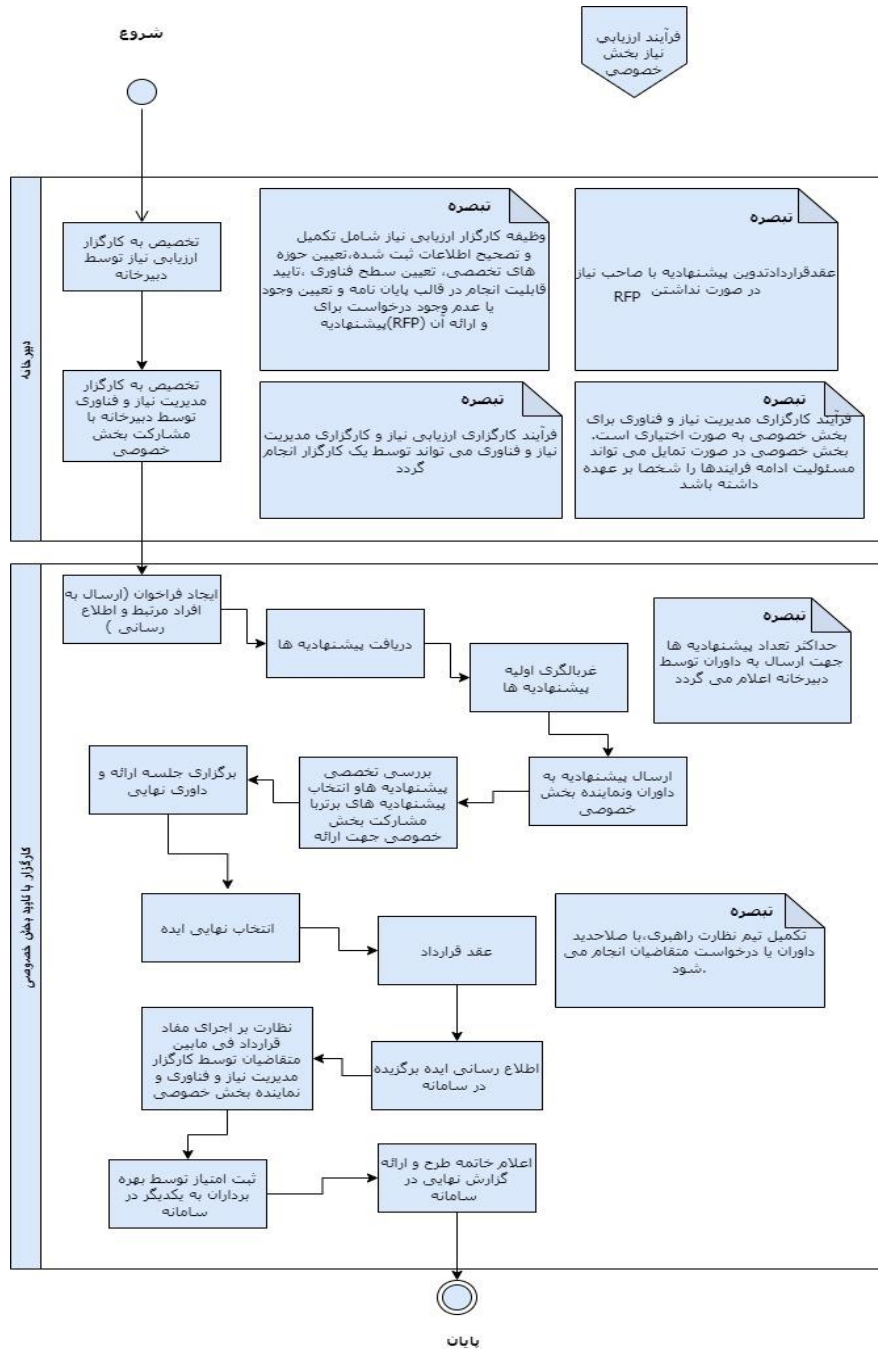 شروع
فرآیند ارزیابی
نیاز بخش
خصوصی
دبیرخانه
تخصیص به کارگزار
ارزیابی نیاز توسط
دبیرخانه
تبصره
وظیفه کارگزار ارزیابی نیاز شامل تکمیل
و تصحیح اطلاعات ثبت شده،تعیین حوزه
های تخصصی، تعیین سطح فناوری ،تایید
قابلیت انجام در قالب پایان نامه و تعیین وجود
یا عدم وجود درخواست برای
پیشنهادیه(RFP) و ارائه آن
تبصره
عقدقراردادتدوین پیشنهادیه با صاحب نیاز
در صورت نداشتن RFP
تخصیص به کارگزار
مدیریت نیاز و فناوری
توسط دبیرخانه با
مشارکت بخش
خصوصی
تبصره
فرآیند کارگزاری ارزیابی نیاز و کارگزاری مدیریت
نیاز و فناوری می تواند توسط یک کارگزار انجام
گردد
تبصره
فرآیند کارگزاری مدیریت نیاز و فناوری برای
بخش خصوصی به صورت اختیاری است.
بخش خصوصی در صورت تمایل می تواند
مسئولیت ادامه فرایندها را شخصا بر عهده
داشته باشد
کارگزار با تایید بخش خصوصی
ایجاد فراخوان (ارسال به
افراد مرتبط و اطلاع
رسانی )
دریافت پیشنهادیه ها
غربالگری اولیه
پیشنهادیه ها
تبصره
حداکثر تعداد پیشنهادیه ها
جهت ارسال به داوران توسط
دبیرخانه اعلام می گردد
ارسال پیشنهادیه به
داوران ونماینده بخش
خصوصی
بررسی تخصصی
پیشنهادیه هاو انتخاب
پیشنهادیه های برتربا
مشارکت بخش
خصوصی جهت ارائه
برگزاری جلسه ارائه و
داوری نهایی
انتخاب نهایی ایده
عقد قرارداد
تبصره
تکمیل تیم نظارت راهبری،با صلاحدید
داوران یا درخواست متقاضیان انجام می
شود.
اطلاع رسانی ایده برگزیده
در سامانه
نظارت بر اجرای مفاد
قرارداد فی مابین
متقاضیان توسط کارگزار
مدیریت نیاز و فناوری و
نماینده بخش خصوصی
ثبت امتیاز توسط بهره
برداران به یکدیگر در
سامانه
اعلام خاتمه طرح و ارائه
گزارش نهایی در
سامانه
پایان